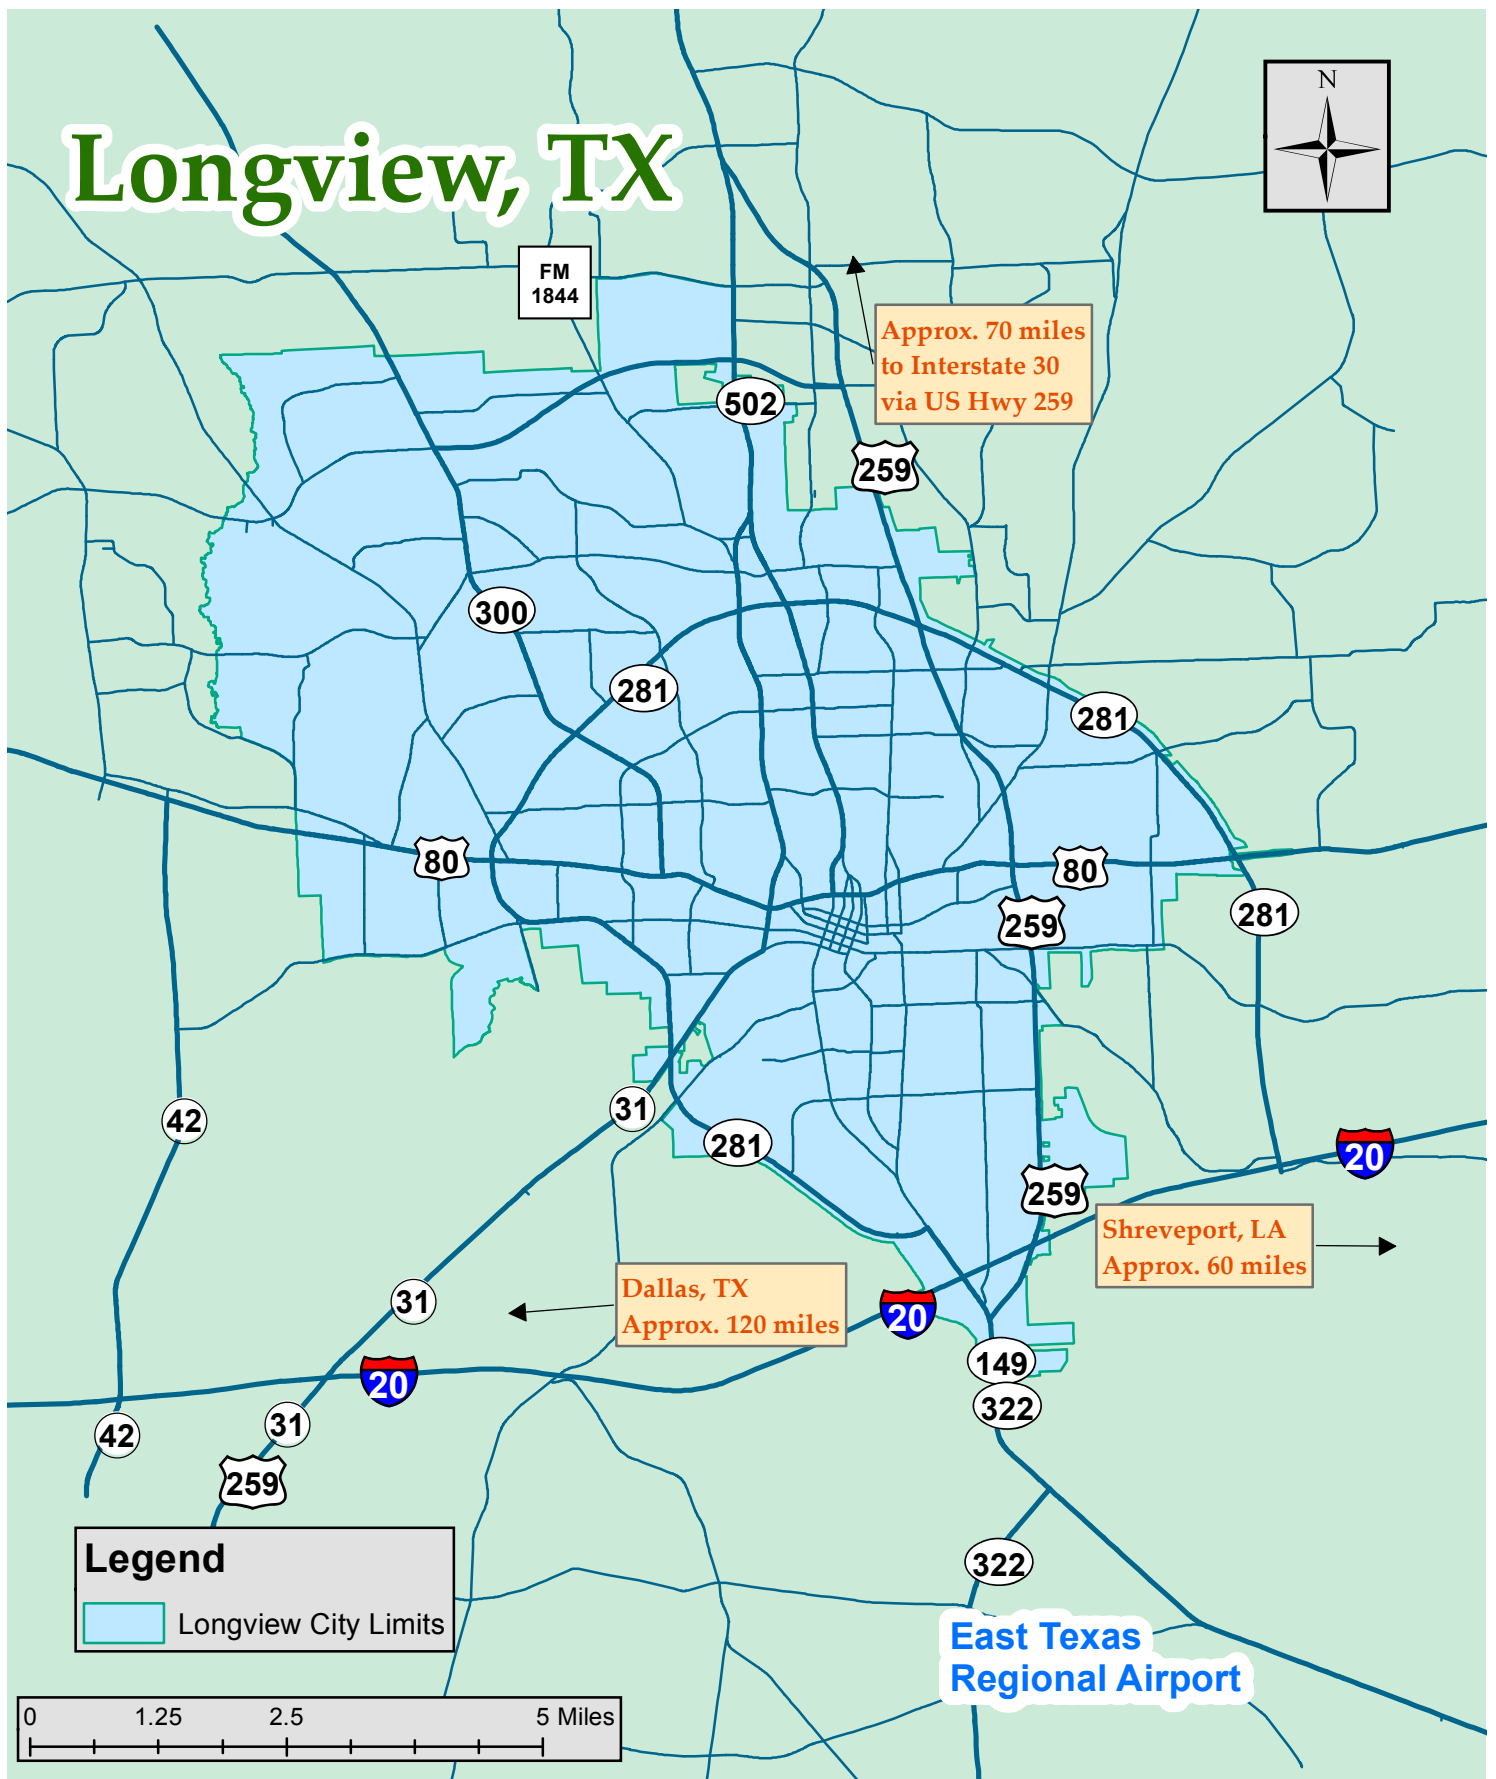 Longview, TX
N
FM
1844
Approx. 70 miles
to Interstate 30
via US Hwy 259
502
259
300
281
281
80
80
259
281
42
31
281
20
259
Shreveport, LA
Approx. 60 miles
Dallas, TX
Approx. 120 miles
31
20
149
20
322
31
42
259
Legend
Longview City Limits
322
East Texas
Regional Airport
0 1.25 2.5 5 Miles